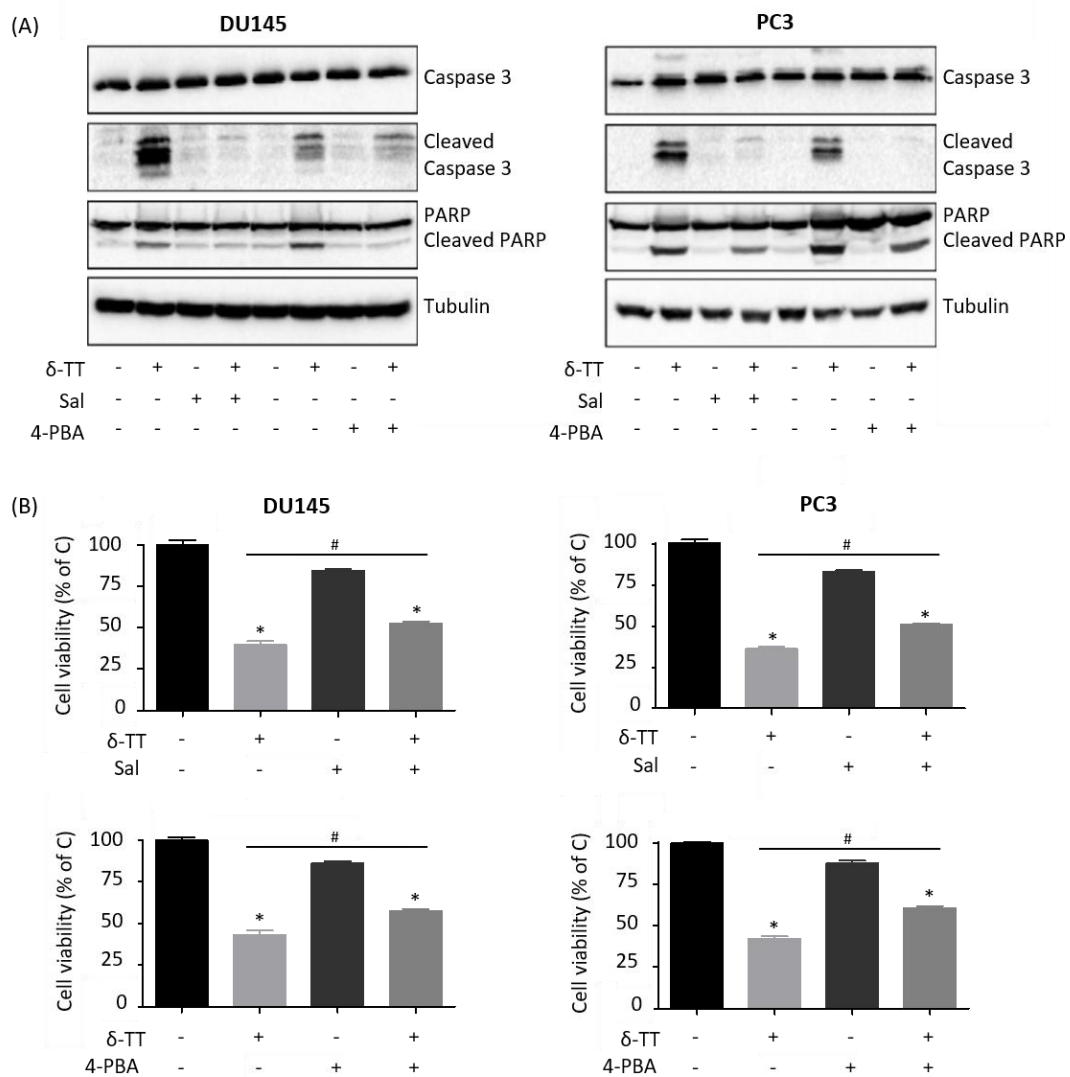 (A)
DU145
PC3
Caspase 3
Cleaved
Caspase 3
PARP
Cleaved PARP
Tubulin
Caspase 3
Cleaved
Caspase 3
PARP
Cleaved PARP
Tubulin
δ-TT - + - + - + - +
Sal - - + + - - - -
4-PBA - - - - - - + +
δ-TT - + - + - + - +
Sal - - + + - - - -
4-PBA - - - - - - + +
(B)
DU145
Cell viability (% of C)
100
75
50
25
0
#
*
*
δ-TT - + - +
Sal - - + +
PC3
Cell viability (% of C)
100
75
50
25
0
#
*
*
δ-TT - + - +
Sal - - + +
Cell viability (% of C)
100
75
50
25
0
#
*
*
δ-TT - + - +
4-PBA - - + +
Cell viability (% of C)
100
75
50
25
0
#
*
*
δ-TT - + - +
4-PBA - - + +